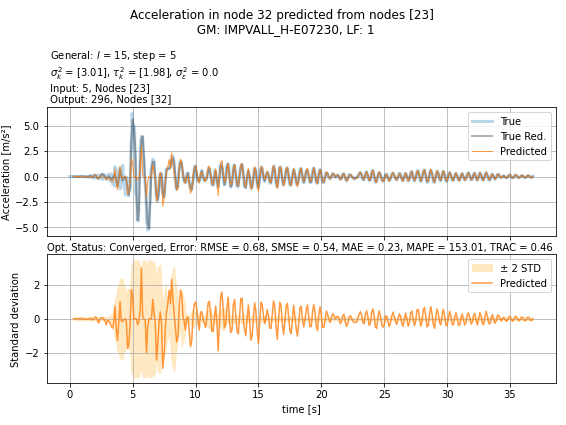 Acceleration in node 32 predicted from nodes [23]
GM: IMPVALL_H-E07230, LF: 1
General: l = 15, step = 5
σ²ₖ = [3.01], τ²ₖ = [1.98], σ²ε = 0.0
Input: 5, Nodes [23]
Output: 296, Nodes [32]
Acceleration [m/s²]
5.0
2.5
0.0
−2.5
−5.0
True
True Red.
Predicted
Opt. Status: Converged, Error: RMSE = 0.68, SMSE = 0.54, MAE = 0.23, MAPE = 153.01, TRAC = 0.46
Standard deviation
2
0
−2
± 2 STD
Predicted
0 5 10 15 20 25 30 35
time [s]